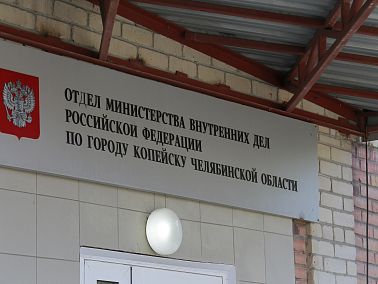 ОТДЕЛ МИНИСТЕРСТВА ВНУТРЕННИХ ДЕЛ
РОССИЙСКОЙ ФЕДЕРАЦИИ
ПО ГОРОДУ КОПЕЙСКУ ЧЕЛЯБИНСКОЙ ОБЛАСТИ